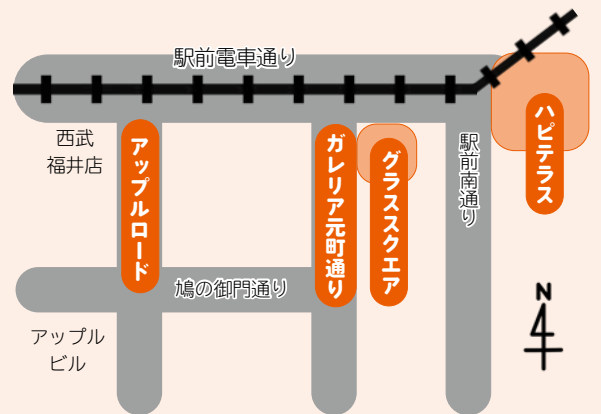 駅前電車通り
西武
福井店
アップルロード
ガレリア元町通り
グラススクエア
駅前南通り
ハピテラス
鳩の御門通り
アップル
ビル
N